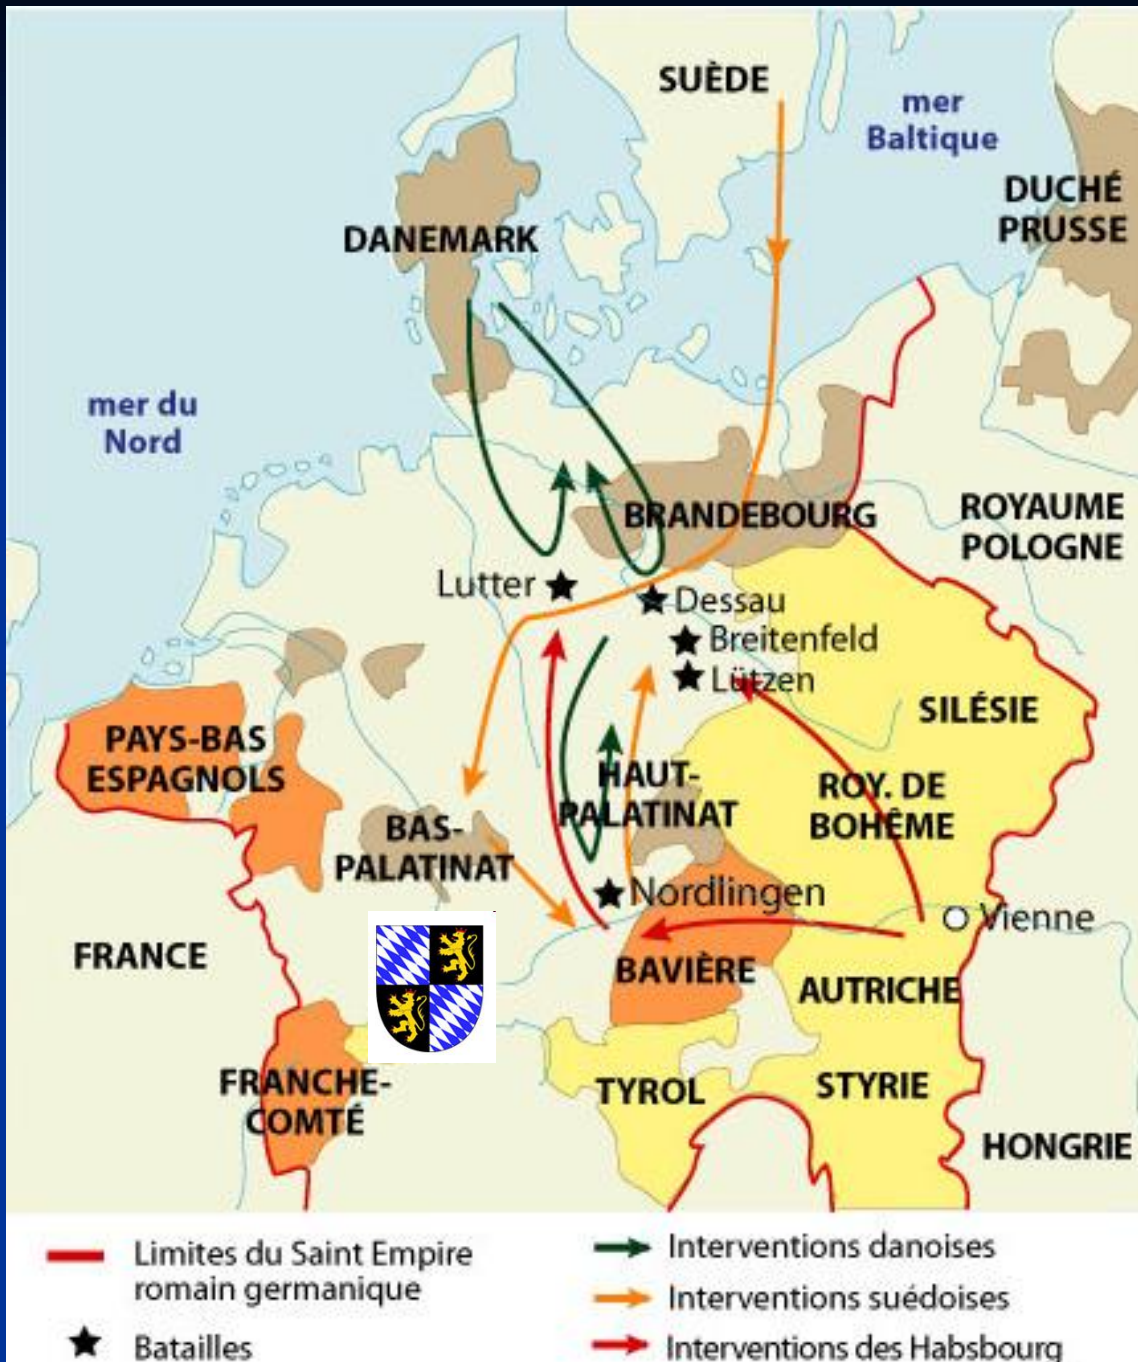 SUÈDE
mer
Baltique
DUCHÉ
PRUSSE
DANEMARK
mer du
Nord
BRANDEBOURG
ROYAUME
POLOGNE
Lutter
Dessau
Breitenfeld
Lützen
SILÉSIE
PAYS-BAS
ESPAGNOLS
HAUT-
PALATINAT
ROY. DE
BOHÊME
BAS-
PALATINAT
Nordlingen
Vienne
FRANCE
BAVIÈRE
AUTRICHE
FRANCHE-
COMTÉ
TYROL
STYRIE
HONGRIE
Limites du Saint Empire
romain germanique
Batailles
Interventions danoises
Interventions suédoises
Interventions des Habsbourg